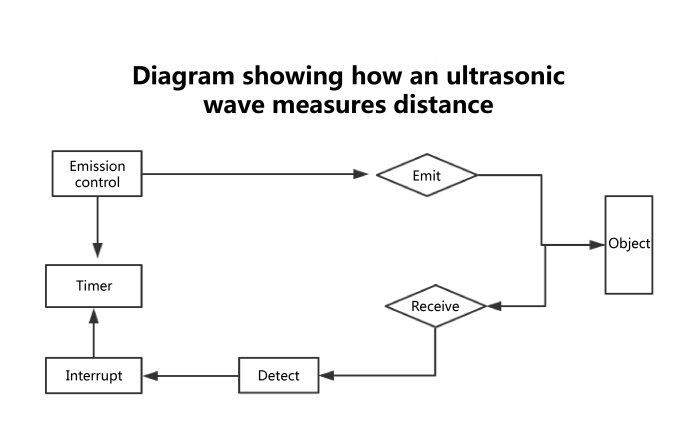 Diagram showing how an ultrasonic
wave measures distance
Emission
control
Emit
Object
Timer
Receive
Interrupt
Detect